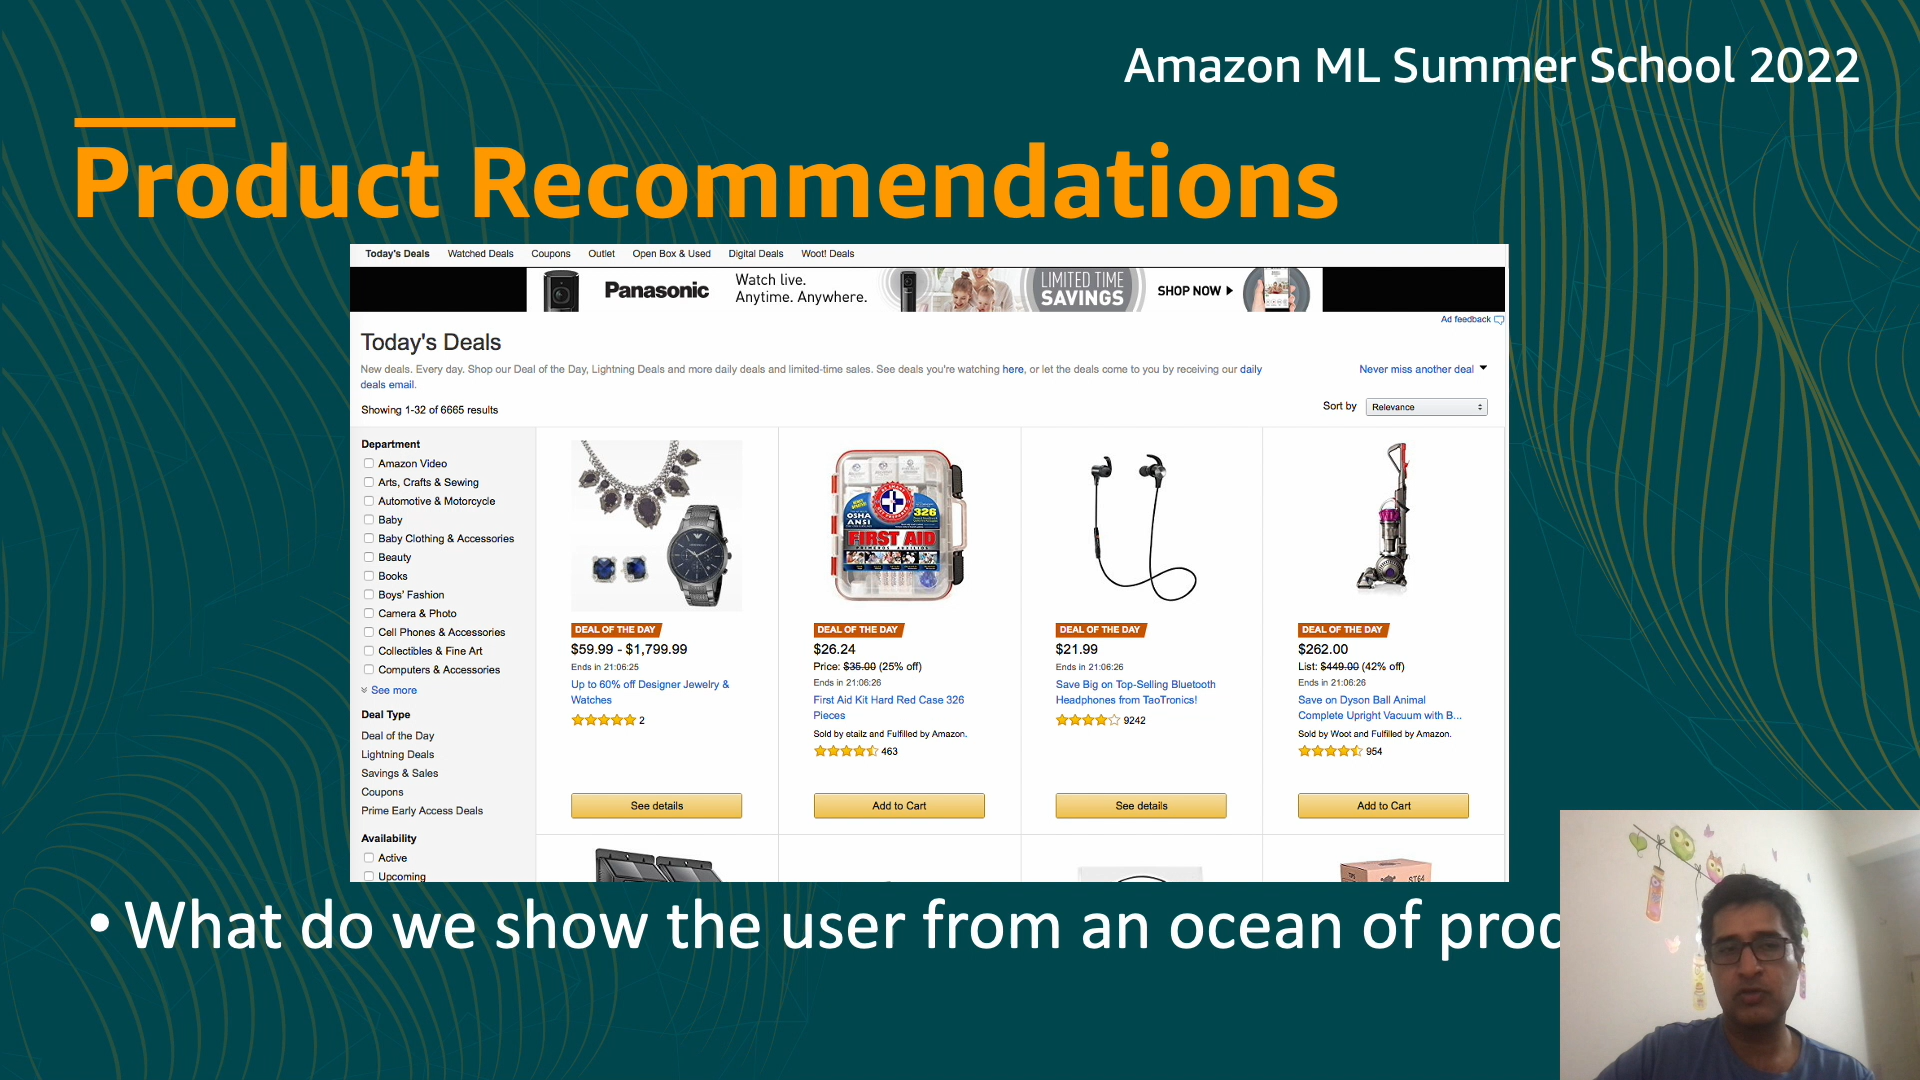 Amazon ML Summer School 2022
Product Recommendations
Today's Deals Watched Deals Coupons Outlet Open Box & Used Digital Deals Woot! Deals
Panasonic
Watch live.
Anytime. Anywhere.
LIMITED TIME
SAVINGS
SHOP NOW
Ad feedback
Today's Deals
New deals. Every day. Shop our Deal of the Day, Lightning Deals and more daily deals and limited-time sales. See deals you're watching here, or let the deals come to you by receiving our daily
deals email.
Never miss another deal
Showing 1-32 of 6665 results
Sort by Relevance
Department
Amazon Video
Arts, Crafts & Sewing
Automotive & Motorcycle
Baby
Baby Clothing & Accessories
Beauty
Books
Boys' Fashion
Camera & Photo
Cell Phones & Accessories
Collectibles & Fine Art
Computers & Accessories
See more
Deal Type
Deal of the Day
Lightning Deals
Savings & Sales
Coupons
Prime Early Access Deals
Availability
Active
Upcoming
DEAL OF THE DAY
$59.99 - $1,799.99
Ends in 21:06:25
Up to 60% off Designer Jewelry &
Watches
2
See details
OSHA
ANSI
326
FIRST AID
DEAL OF THE DAY
$26.24
Price: $35.00 (25% off)
Ends in 21:06:26
First Aid Kit Hard Red Case 326
Pieces
Sold by etailz and Fulfilled by Amazon.
463
Add to Cart
DEAL OF THE DAY
$21.99
Ends in 21:06:26
Save Big on Top-Selling Bluetooth
Headphones from TaoTronics!
9242
See details
DEAL OF THE DAY
$262.00
List: $449.00 (42% off)
Ends in 21:06:26
Save on Dyson Ball Animal
Complete Upright Vacuum with B...
Sold by Woot and Fulfilled by Amazon.
954
Add to Cart
ST64
• What do we show the user from an ocean of prod